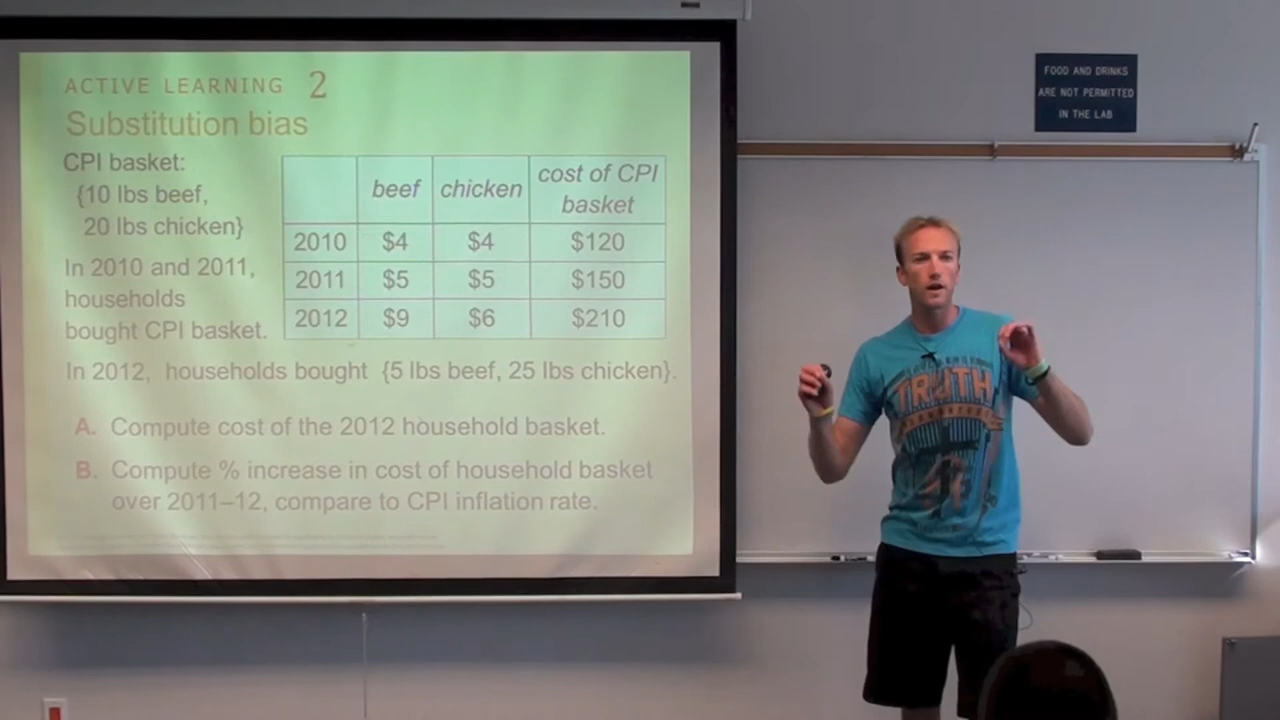 ACTIVE LEARNING 2
Substitution bias
CPI basket:
{10 lbs beef,
20 lbs chicken}
In 2010 and 2011,
households
bought CPI basket.
beef chicken cost of CPI basket
2010 $4 $4 $120
2011 $5 $5 $150
2012 $9 $6 $210
In 2012, households bought {5 lbs beef, 25 lbs chicken}.
A. Compute cost of the 2012 household basket.
B. Compute % increase in cost of household basket
over 2011–12, compare to CPI inflation rate.
FOOD AND DRINKS
ARE NOT PERMITTED
IN THE LAB
TRUTH